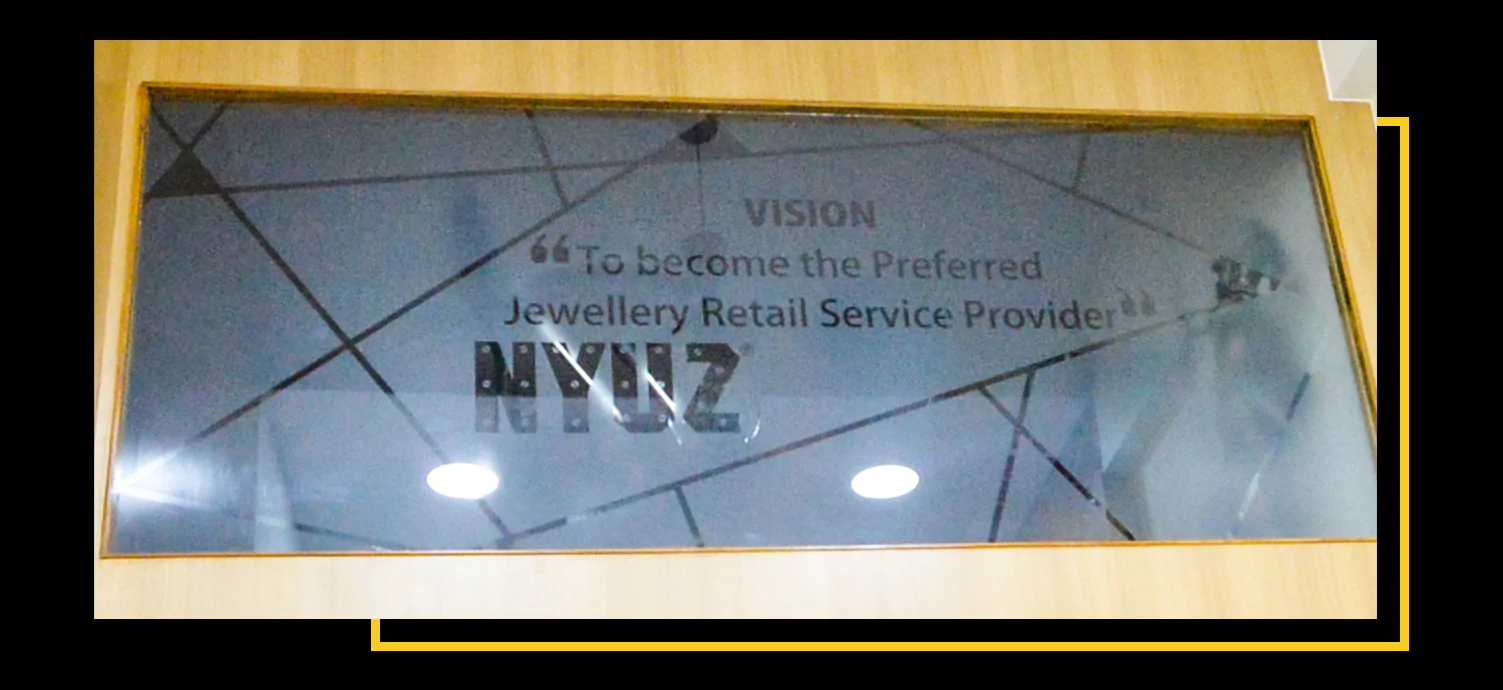 VISION
“To become the Preferred
Jewellery Retail Service Provider“
NYUZ®